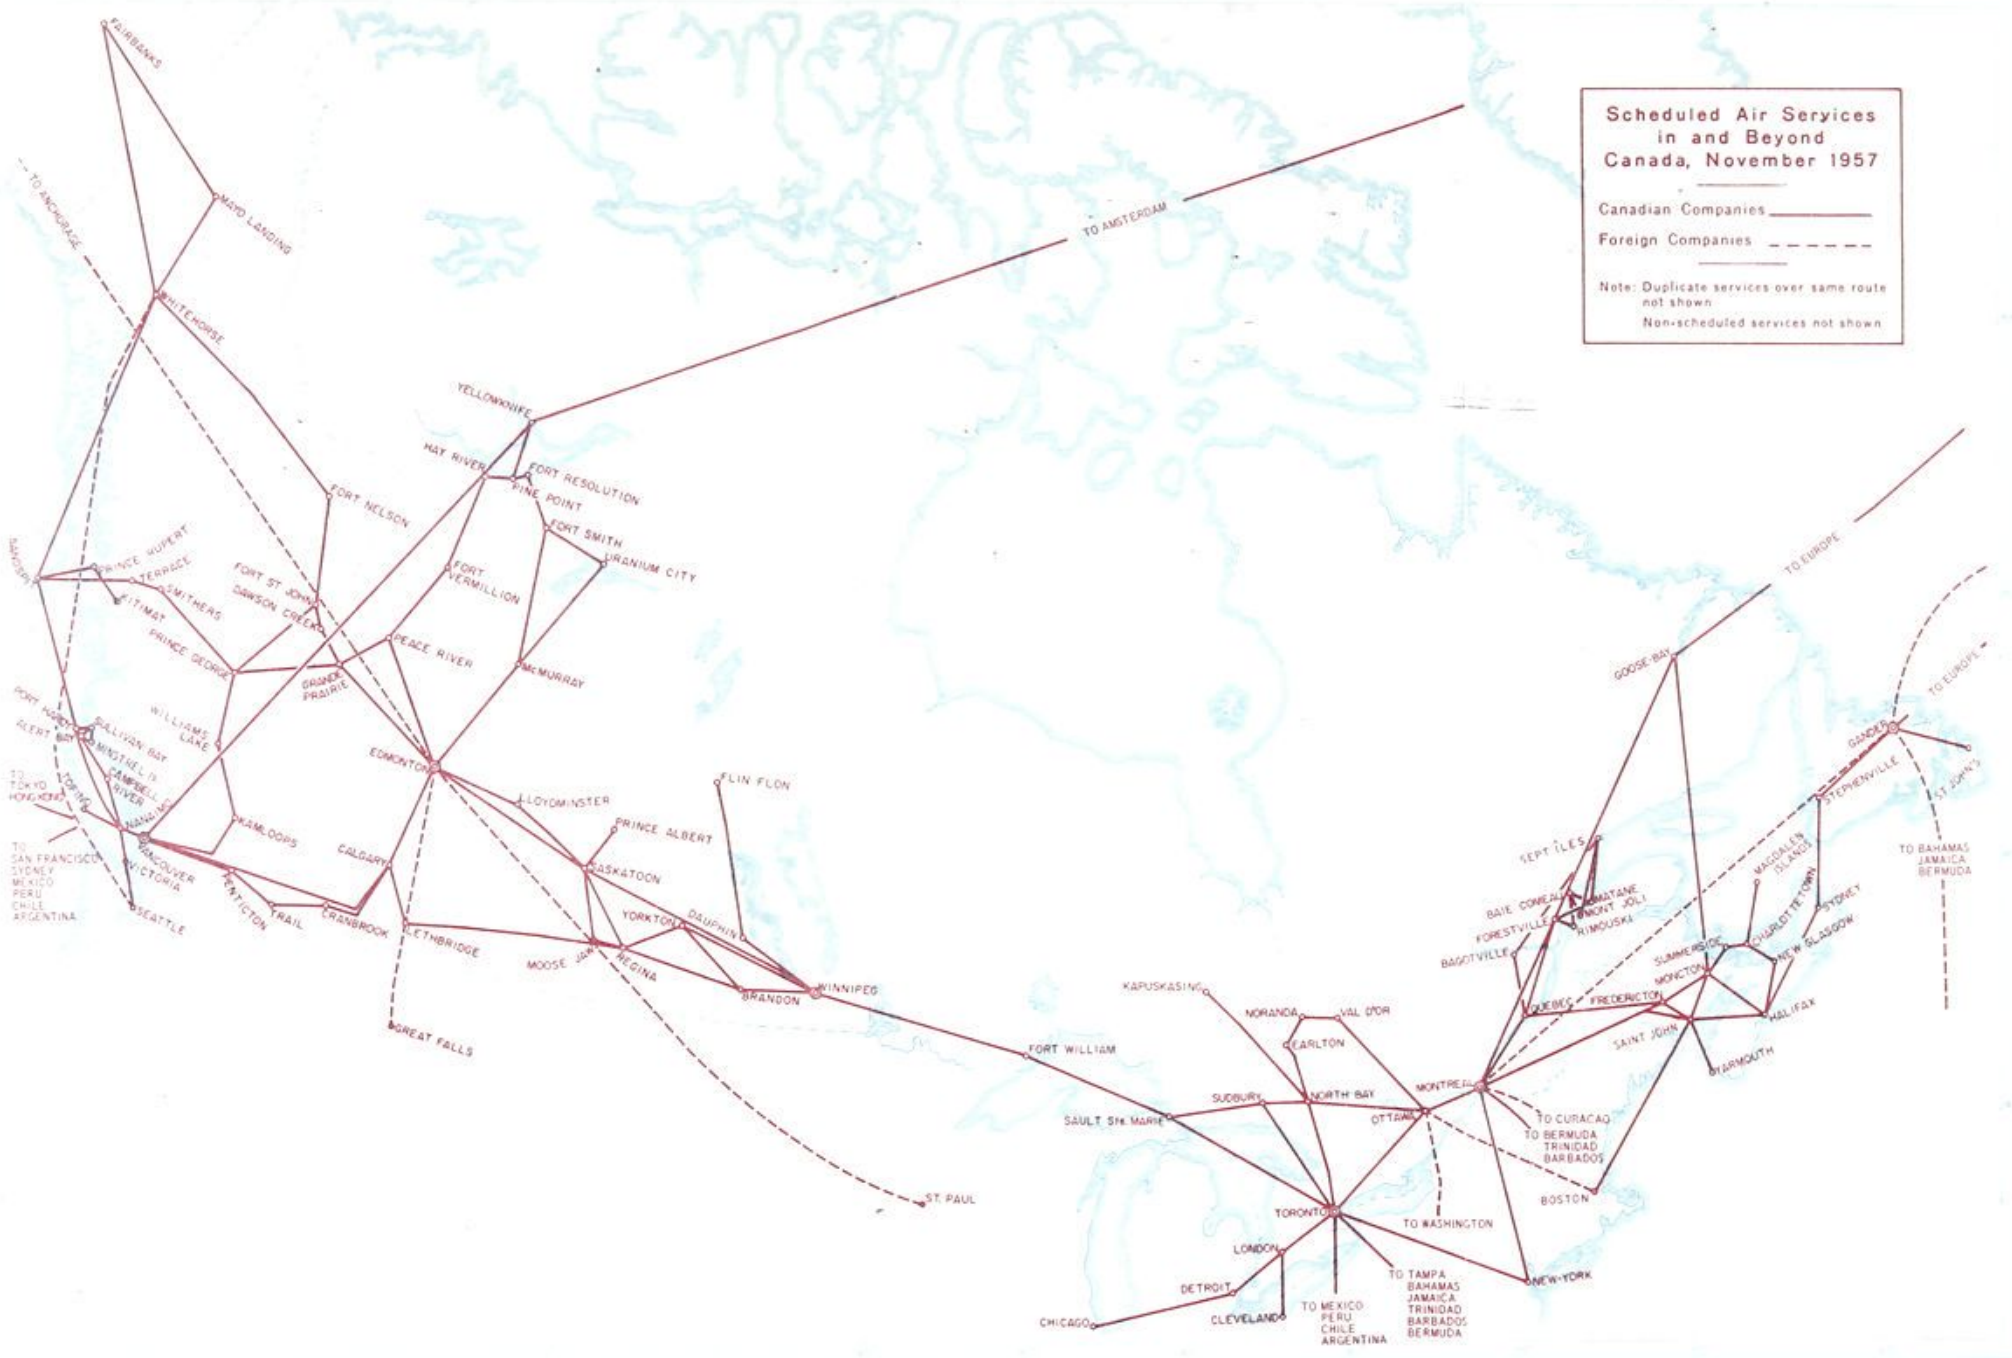 Scheduled Air Services
in and Beyond
Canada, November 1957
Canadian Companies
Foreign Companies
Note: Duplicate services over same route
not shown
Non-scheduled services not shown
FAIRBANKS
TO ANCHORAGE
MAYO LANDING
WHITEHORSE
TO AMSTERDAM
YELLOWKNIFE
HAY RIVER
FORT RESOLUTION
PINE POINT
FORT NELSON
FORT SMITH
URANIUM CITY
SANDSPIT
PRINCE RUPERT
TERRACE
KITIMAT
SMITHERS
FORT ST JOHN
DAWSON CREEK
FORT
VERMILLION
PRINCE GEORGE
GRANDE
PRAIRIE
PEACE RIVER
McMURRAY
PORT HARDY
ALERT BAY
SULLIVAN BAY
MINSTREL IS
CAMPBELL
RIVER
TOFINO
WILLIAMS
LAKE
EDMONTON
LLOYDMINSTER
FLIN FLON
PRINCE ALBERT
TO
TOKYO
HONGKONG
NANAIMO
KAMLOOPS
CALGARY
SASKATOON
TO
SAN FRANCISCO
SYDNEY
MEXICO
PERU
CHILE
ARGENTINA
VANCOUVER
VICTORIA
SEATTLE
PENTICTON
TRAIL
CRANBROOK
LETHBRIDGE
YORKTON
DAUPHIN
MOOSE JAW
REGINA
BRANDON
WINNIPEG
GREAT FALLS
ST. PAUL
FORT WILLIAM
KAPUSKASING
NORANDA
VAL D'OR
EARLTON
SUDBURY
NORTH BAY
SAULT STE. MARIE
OTTAWA
MONTREAL
TORONTO
LONDON
DETROIT
CHICAGO
CLEVELAND
TO MEXICO
PERU
CHILE
ARGENTINA
TO TAMPA
BAHAMAS
JAMAICA
TRINIDAD
BARBADOS
BERMUDA
TO WASHINGTON
NEW-YORK
BOSTON
TO CURACAO
TO BERMUDA
TRINIDAD
BARBADOS
TO EUROPE
GOOSE-BAY
TO EUROPE
GANDER
ST JOHN'S
STEPHENVILLE
TO BAHAMAS
JAMAICA
BERMUDA
SEPT ÎLES
BAIE COMEAU
MATANE
MONT JOLI
FORESTVILLE
RIMOUSKI
BAGOTVILLE
QUEBEC
MAGDALEN
ISLANDS
SUMMERSIDE
CHARLOTTETOWN
SYDNEY
NEW GLASGOW
MONCTON
FREDERICTON
SAINT JOHN
HALIFAX
YARMOUTH